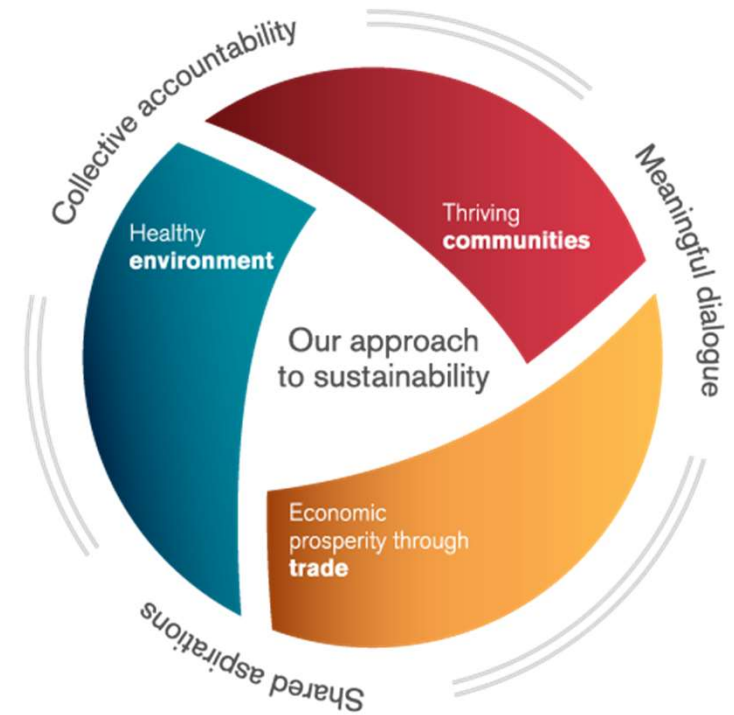 Collective accountability
Meaningful dialogue
Thriving
communities
Healthy
environment
Our approach
to sustainability
Economic
prosperity through
trade
Shared aspirations